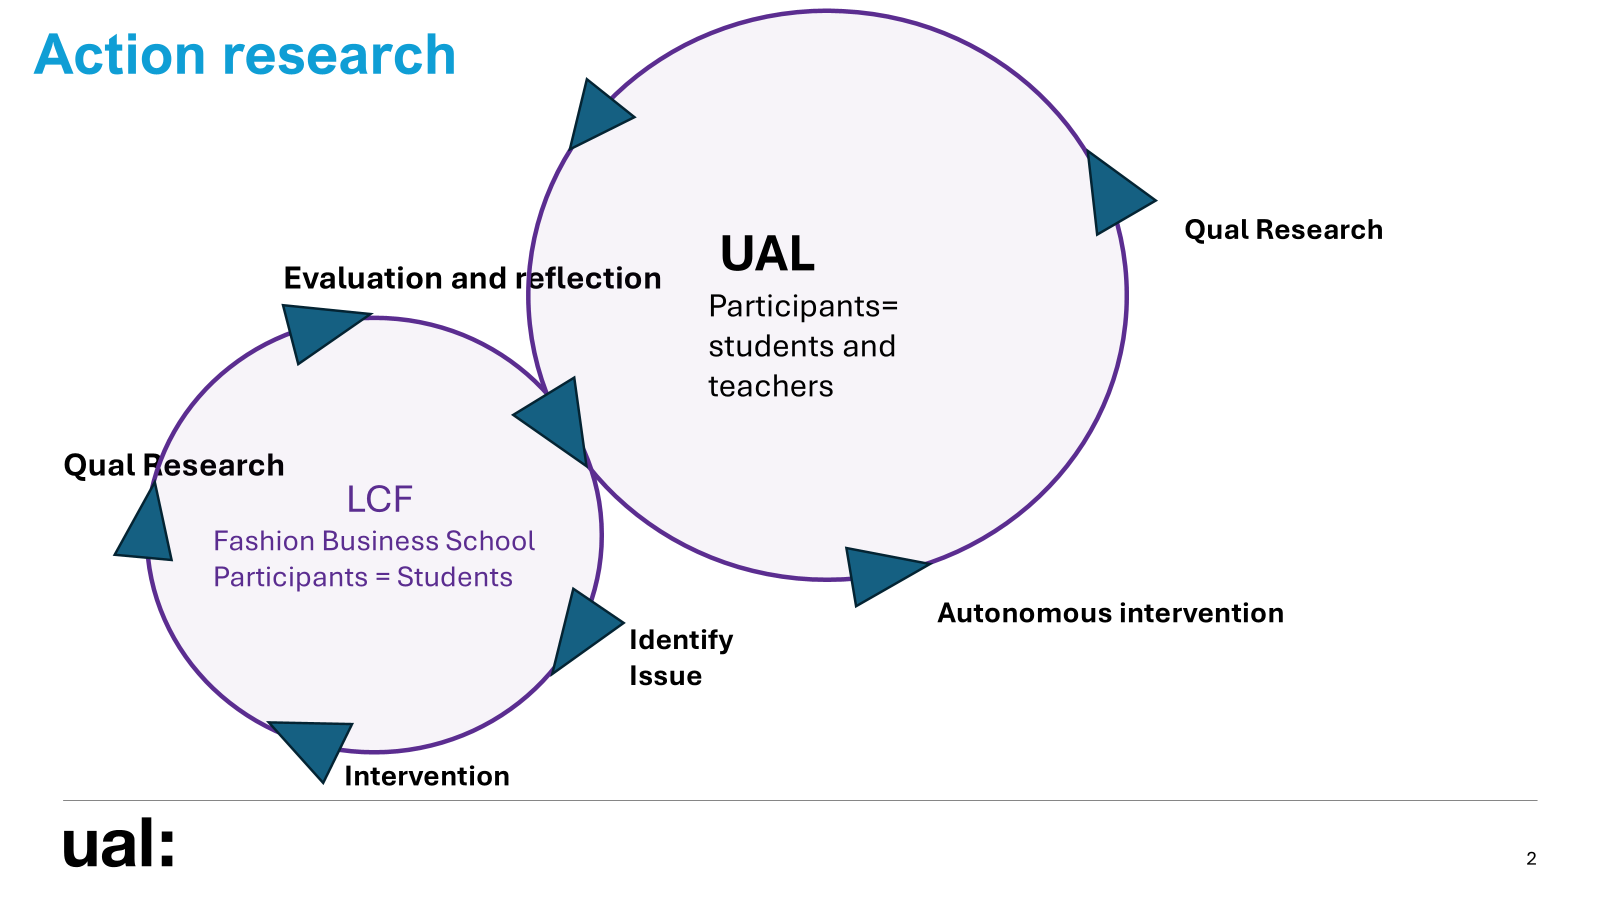 Action research
Qual Research
UAL
Evaluation and reflection
Participants=
students and
teachers
Qual Research
LCF
Fashion Business School
Participants = Students
Autonomous intervention
Identify
Issue
Intervention
ual:
2